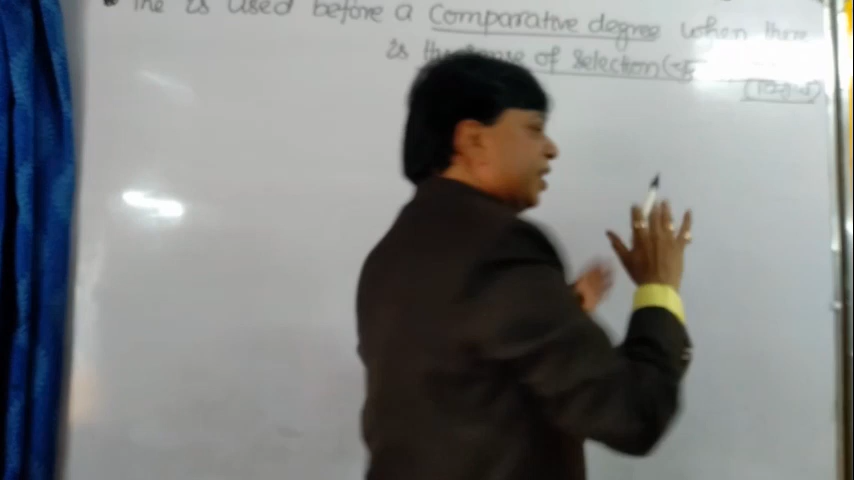 The is used before a Comparative degree when there
is the sense of Selection (